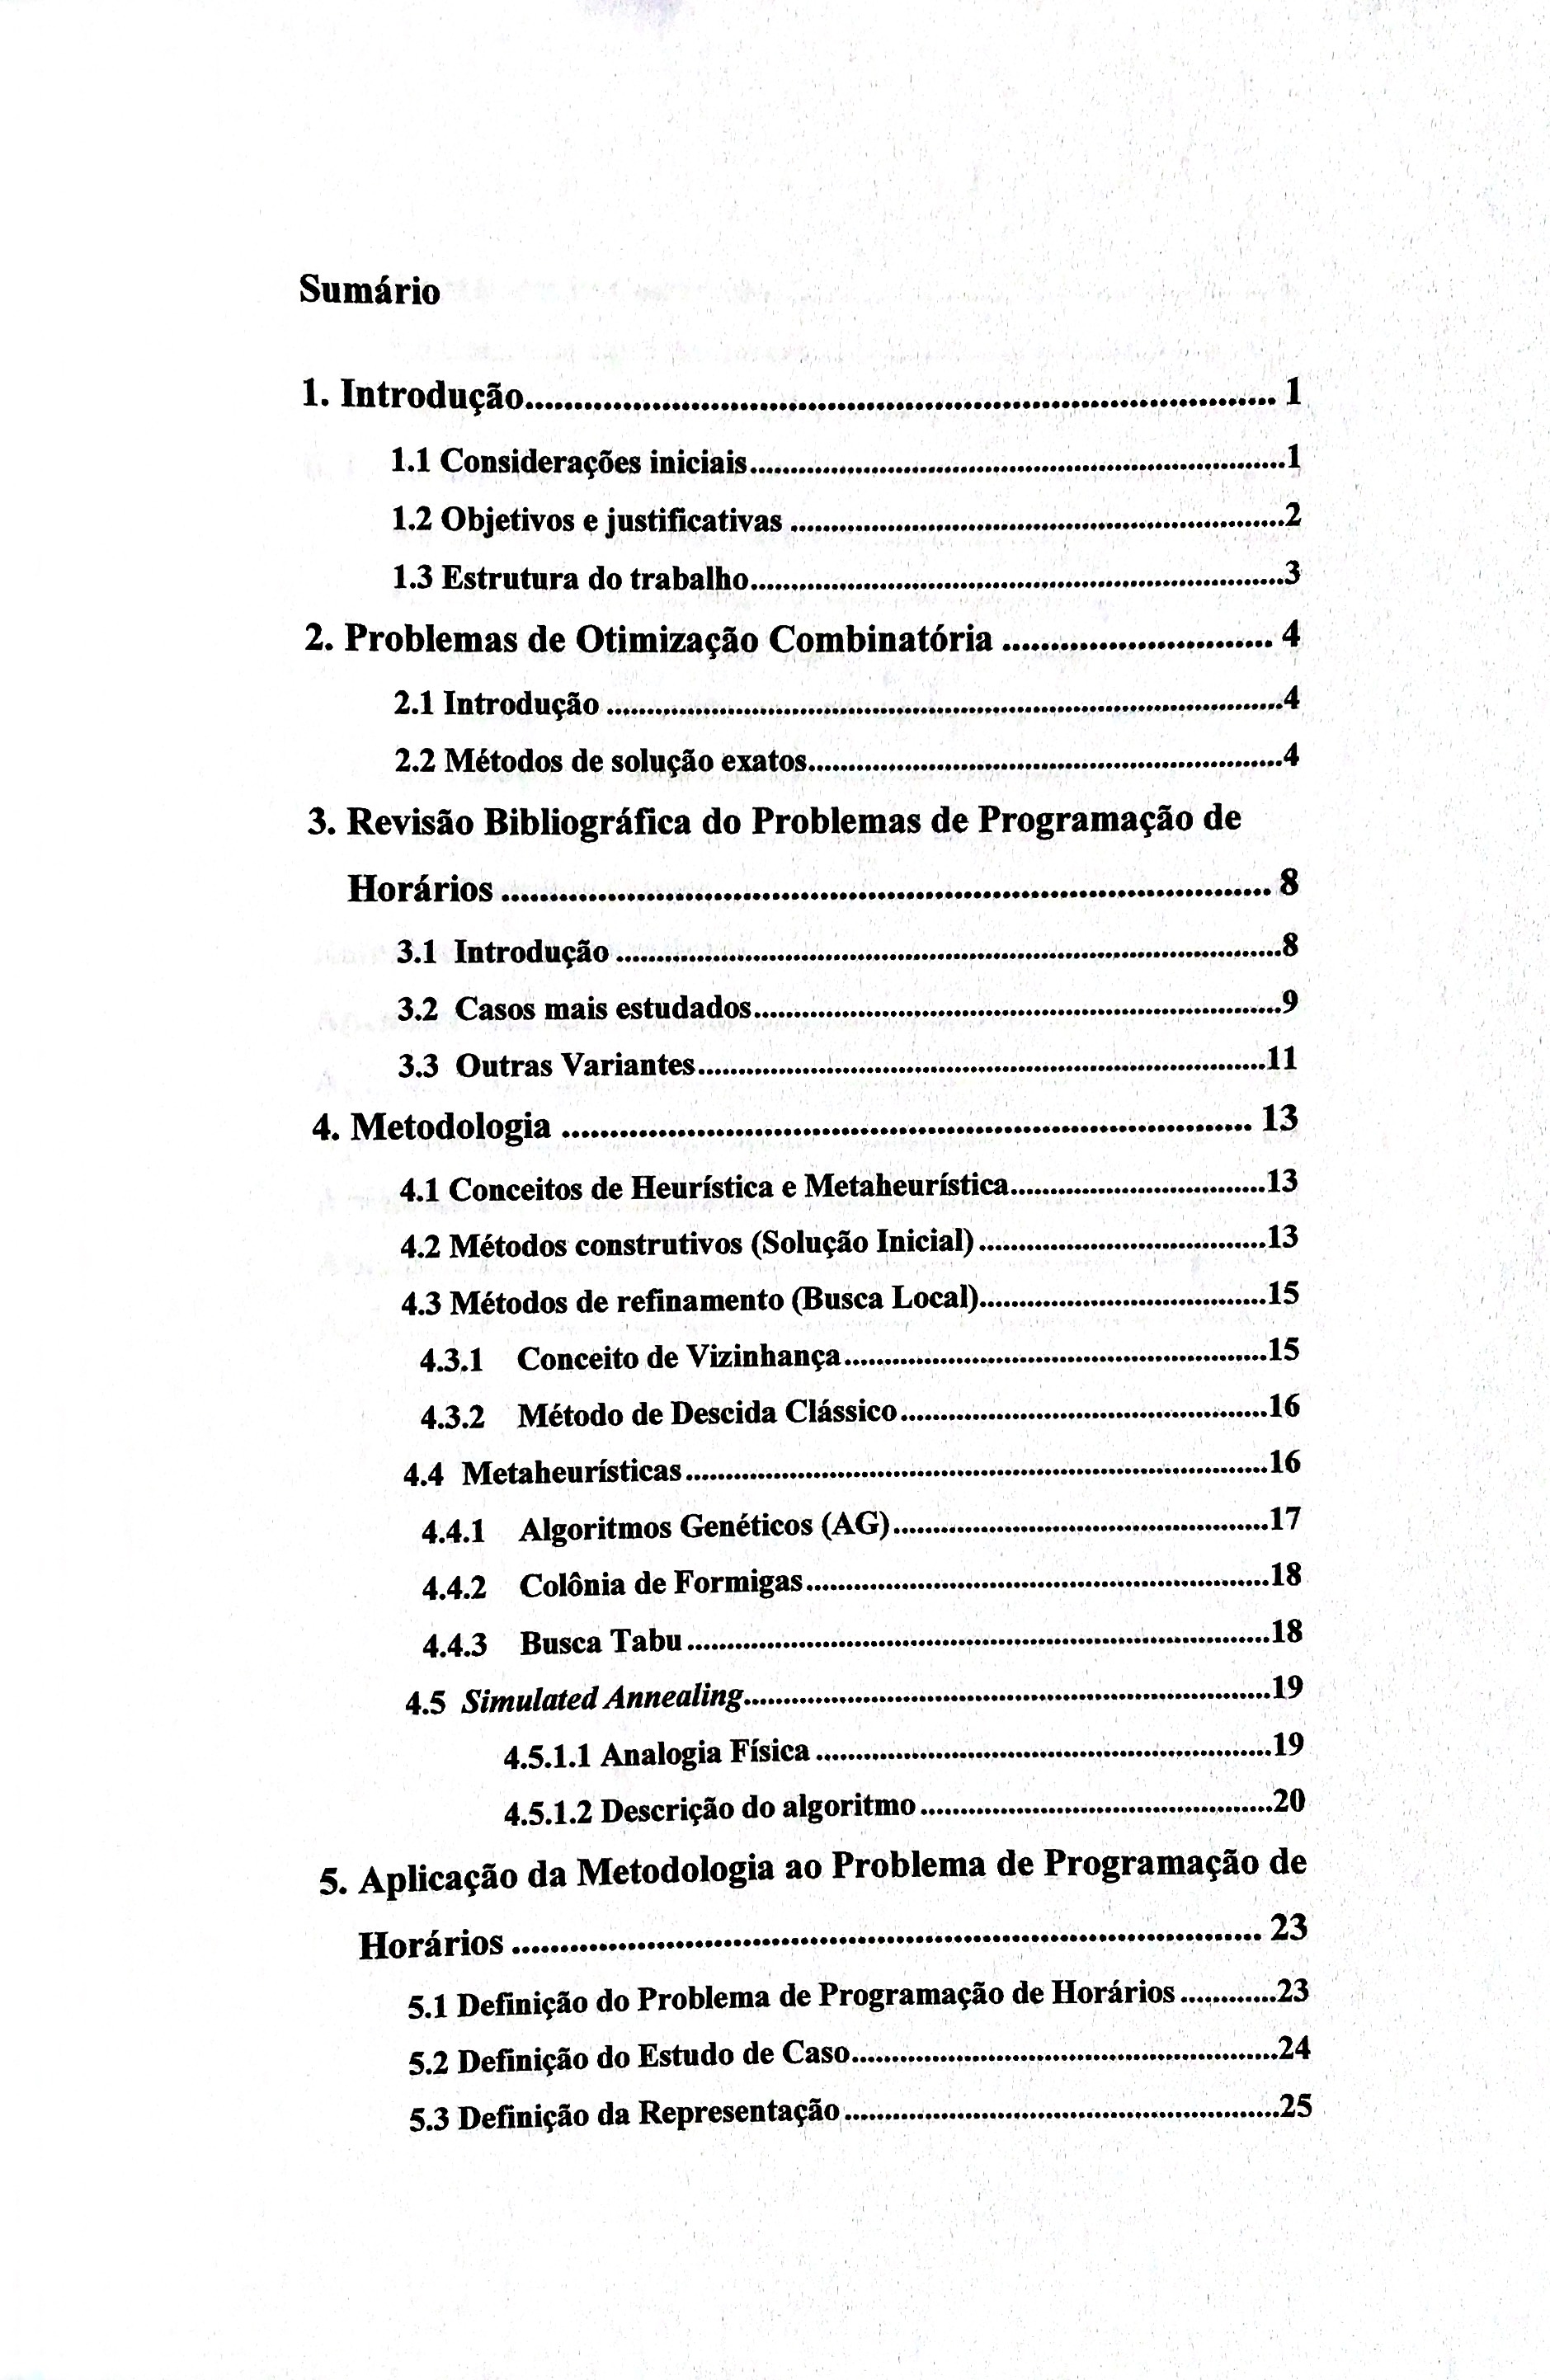 Sumário
1. Introdução.......................................................................... 1
1.1 Considerações iniciais..................................................................1
1.2 Objetivos e justificativas ..............................................................2
1.3 Estrutura do trabalho...................................................................3
2. Problemas de Otimização Combinatória ........................... 4
2.1 Introdução ....................................................................................4
2.2 Métodos de solução exatos...........................................................4
3. Revisão Bibliográfica do Problemas de Programação de
Horários ............................................................................. 8
3.1 Introdução ...................................................................................8
3.2 Casos mais estudados..................................................................9
3.3 Outras Variantes.......................................................................11
4. Metodologia ..................................................................... 13
4.1 Conceitos de Heurística e Metaheurística................................13
4.2 Métodos construtivos (Solução Inicial) ....................................13
4.3 Métodos de refinamento (Busca Local)....................................15
4.3.1 Conceito de Vizinhança.....................................................15
4.3.2 Método de Descida Clássico..............................................16
4.4 Metaheurísticas.........................................................................16
4.4.1 Algoritmos Genéticos (AG)...............................................17
4.4.2 Colônia de Formigas..........................................................18
4.4.3 Busca Tabu .........................................................................18
4.5 Simulated Annealing..................................................................19
4.5.1.1 Analogia Física .........................................................19
4.5.1.2 Descrição do algoritmo ............................................20
5. Aplicação da Metodologia ao Problema de Programação de
Horários ........................................................................... 23
5.1 Definição do Problema de Programação de Horários ............23
5.2 Definição do Estudo de Caso.....................................................24
5.3 Definição da Representação ......................................................25